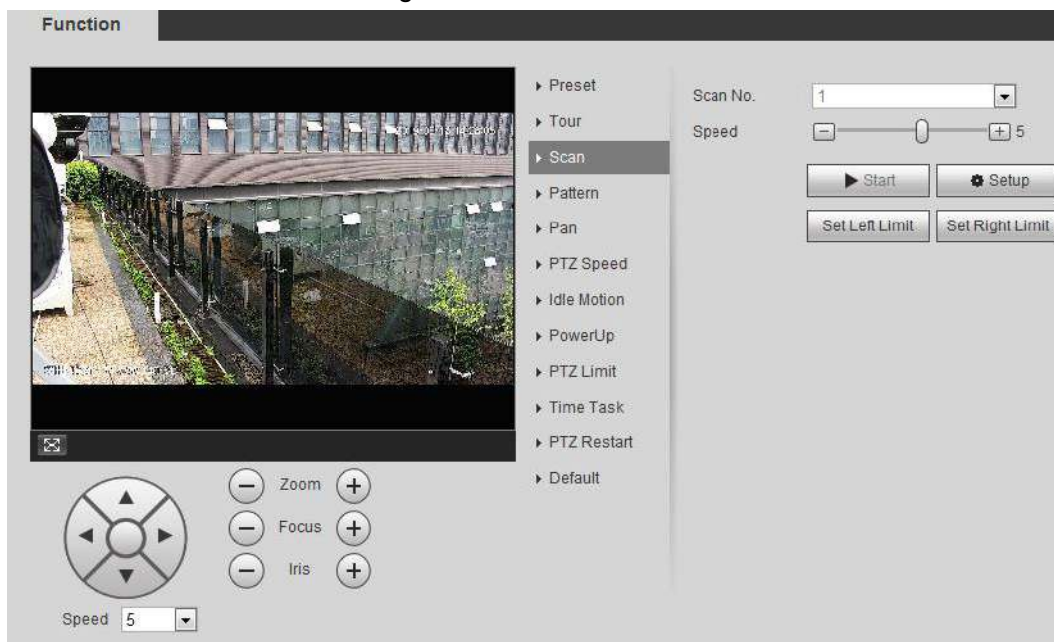 Function
Preset
Tour
Scan
Pattern
Pan
PTZ Speed
Idle Motion
PowerUp
PTZ Limit
Time Task
PTZ Restart
Default
Scan No. 1
Speed 5
Start Setup
Set Left Limit Set Right Limit
Zoom
Focus
Iris
Speed 5